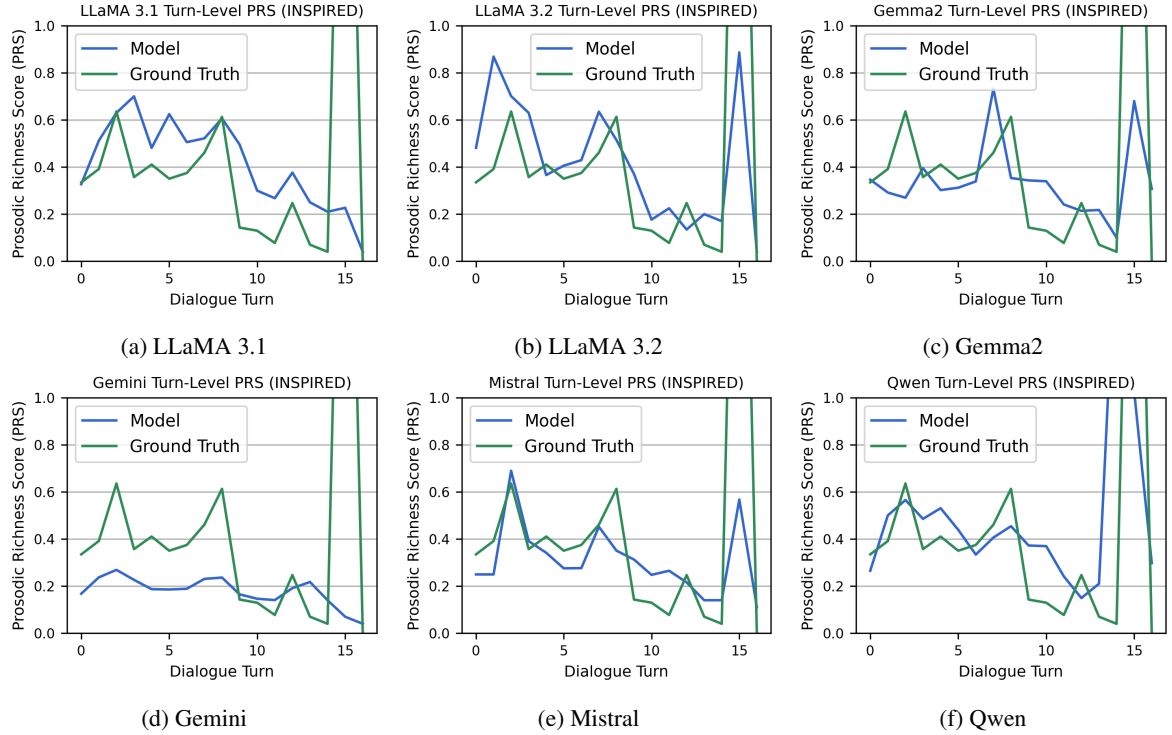 LLaMA 3.1 Turn-Level PRS (INSPIRED)
Prosodic Richness Score (PRS)
1.0
0.8
0.6
0.4
0.2
0.0
Model
Ground Truth
0
5
10
15
Dialogue Turn
(a) LLaMA 3.1
LLaMA 3.2 Turn-Level PRS (INSPIRED)
Prosodic Richness Score (PRS)
1.0
0.8
0.6
0.4
0.2
0.0
Model
Ground Truth
0
5
10
15
Dialogue Turn
(b) LLaMA 3.2
Gemma2 Turn-Level PRS (INSPIRED)
Prosodic Richness Score (PRS)
1.0
0.8
0.6
0.4
0.2
0.0
Model
Ground Truth
0
5
10
15
Dialogue Turn
(c) Gemma2
Gemini Turn-Level PRS (INSPIRED)
Prosodic Richness Score (PRS)
1.0
0.8
0.6
0.4
0.2
0.0
Model
Ground Truth
0
5
10
15
Dialogue Turn
(d) Gemini
Mistral Turn-Level PRS (INSPIRED)
Prosodic Richness Score (PRS)
1.0
0.8
0.6
0.4
0.2
0.0
Model
Ground Truth
0
5
10
15
Dialogue Turn
(e) Mistral
Qwen Turn-Level PRS (INSPIRED)
Prosodic Richness Score (PRS)
1.0
0.8
0.6
0.4
0.2
0.0
Model
Ground Truth
0
5
10
15
Dialogue Turn
(f) Qwen